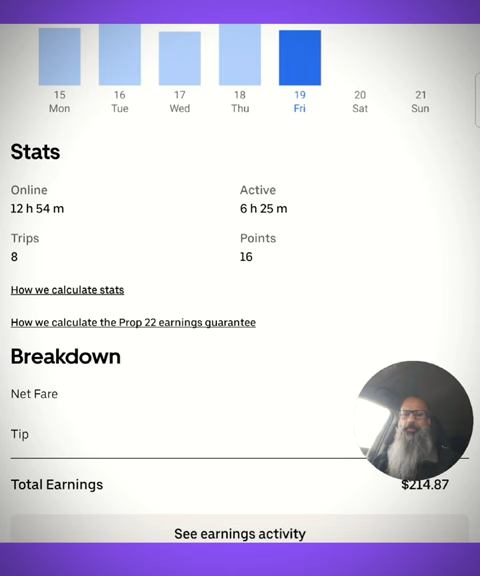 15 16 17 18 19 20 21
Mon Tue Wed Thu Fri Sat Sun
Stats
Online Active
12 h 54 m 6 h 25 m
Trips Points
8 16
How we calculate stats
How we calculate the Prop 22 earnings guarantee
Breakdown
Net Fare
Tip
Total Earnings $214.87
See earnings activity